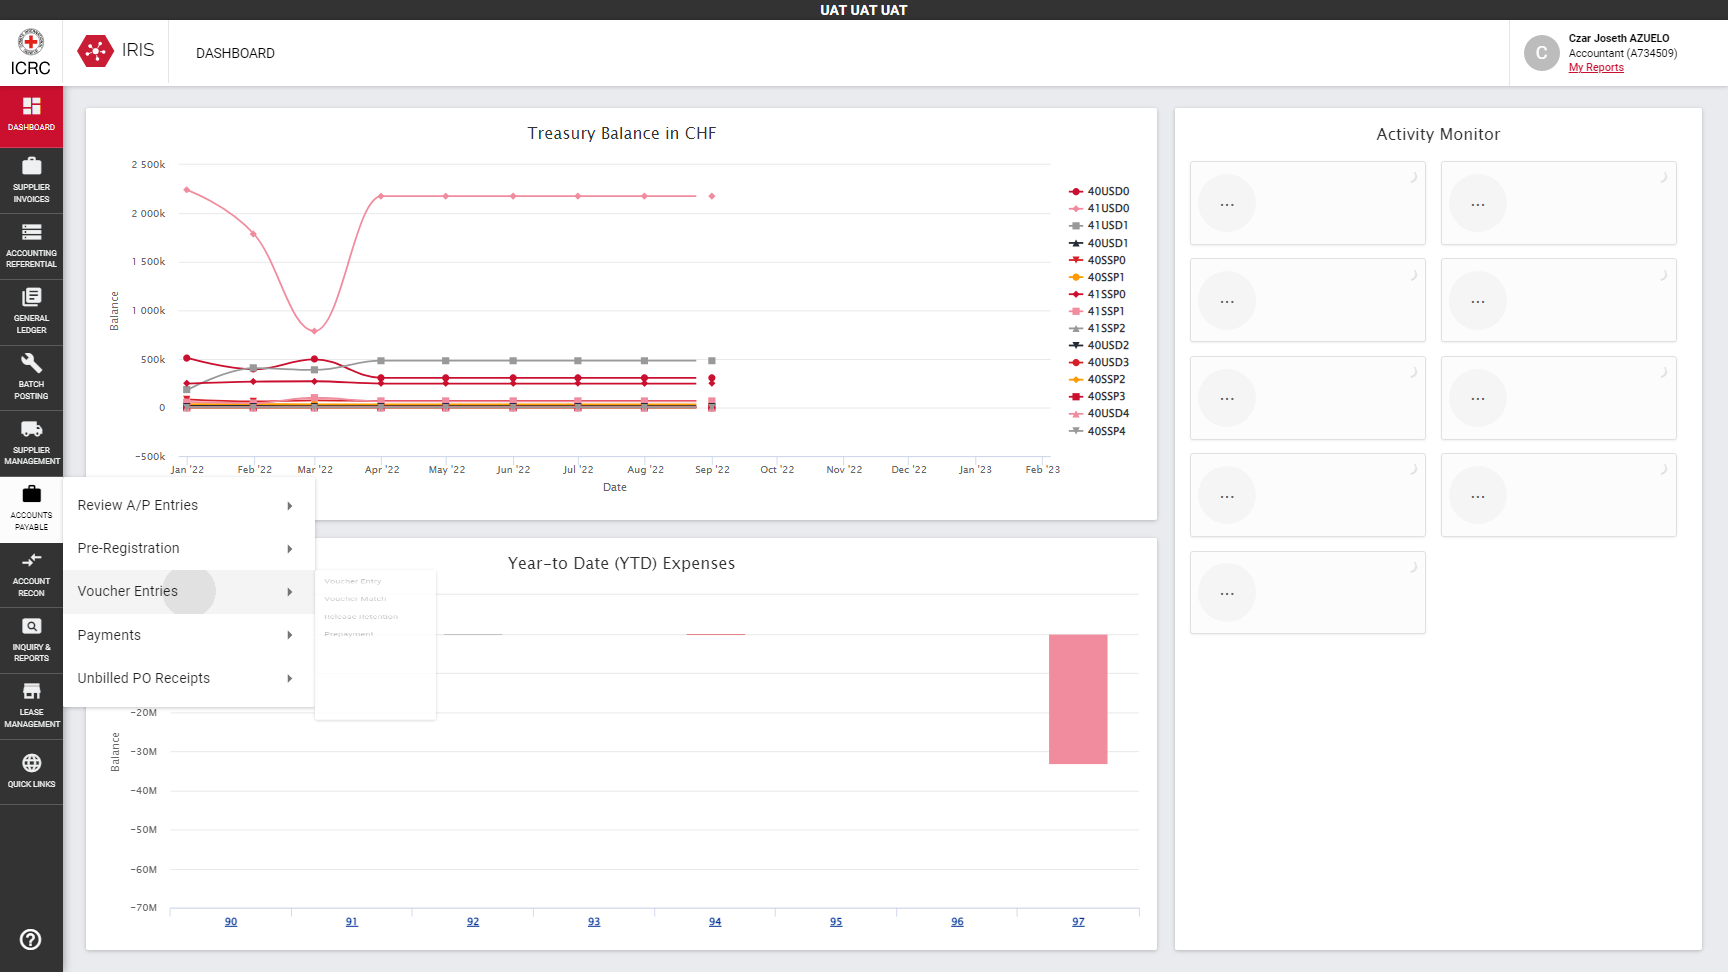 UAT UAT UAT
ICRC
IRIS
DASHBOARD
C
Czar Joseth AZUELO
Accountant (A734509)
My Reports
DASHBOARD
SUPPLIER
INVOICES
ACCOUNTING
REFERENTIAL
GENERAL
LEDGER
BATCH
POSTING
SUPPLIER
MANAGEMENT
ACCOUNTS
PAYABLE
ACCOUNT
RECON
INQUIRY &
REPORTS
LEASE
MANAGEMENT
QUICK LINKS
Review A/P Entries
Pre-Registration
Voucher Entries
Payments
Unbilled PO Receipts
Voucher Entry
Voucher Match
Release Retention
Prepayment
Treasury Balance in CHF
2 500k
2 000k
1 500k
1 000k
500k
0
-500k
Balance
Jan '22
Feb '22
Mar '22
Apr '22
May '22
Jun '22
Jul '22
Aug '22
Sep '22
Oct '22
Nov '22
Dec '22
Jan '23
Feb '23
Date
40USD0
41USD0
41USD1
40USD1
40SSP0
40SSP1
41SSP0
41SSP1
41SSP2
40USD2
40USD3
40SSP2
40SSP3
40USD4
40SSP4
Year-to Date (YTD) Expenses
-20M
-30M
-40M
-50M
-60M
-70M
Balance
90
91
92
93
94
95
96
97
Activity Monitor
...
...
...
...
...
...
...
...
...